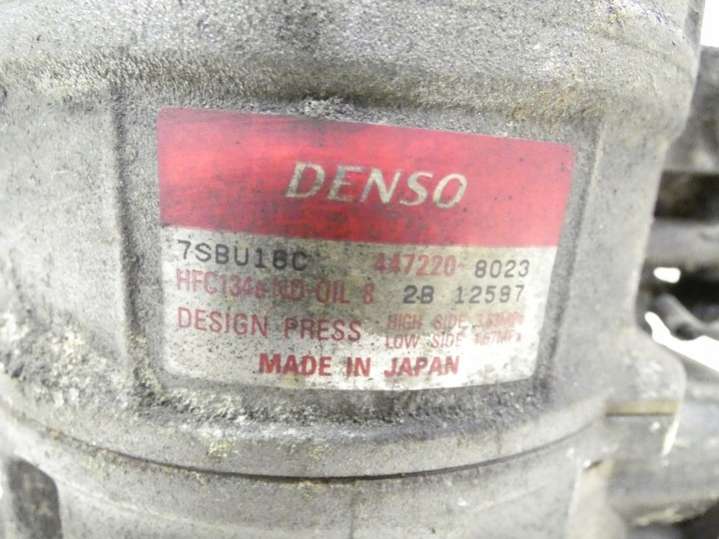 DENSO
7SBU16C 447220-8023
HFC134a ND-OIL 8 2B 12597
DESIGN PRESS HIGH SIDE
LOW SIDE
MADE IN JAPAN